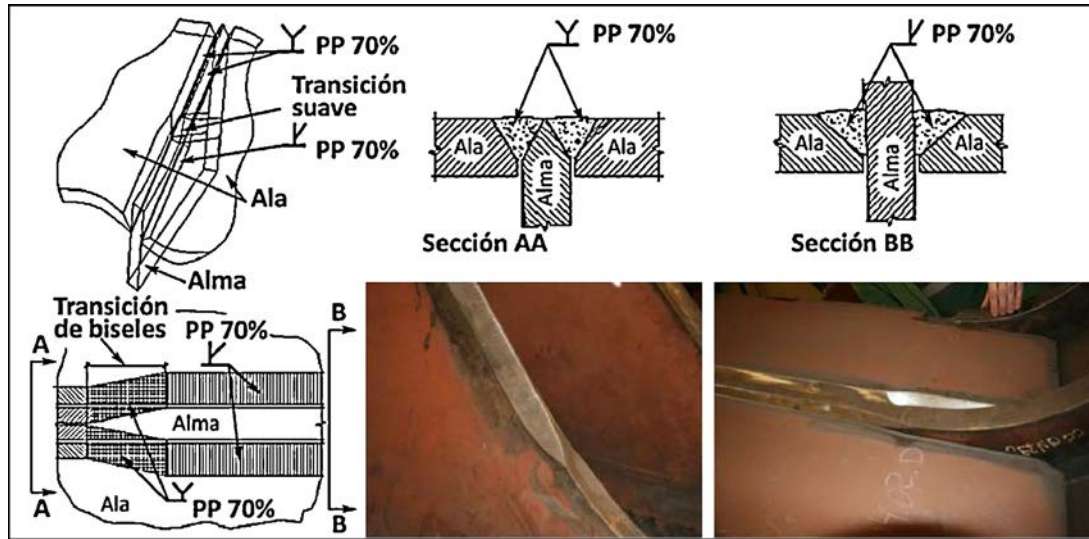 PP 70%
Transición
suave
PP 70%
Ala
Alma
PP 70%
Ala
Ala
Alma
Sección AA
PP 70%
Ala
Alma
Ala
Sección BB
Transición
de biseles
PP 70%
A
B
Alma
PP 70%
Ala
A
B